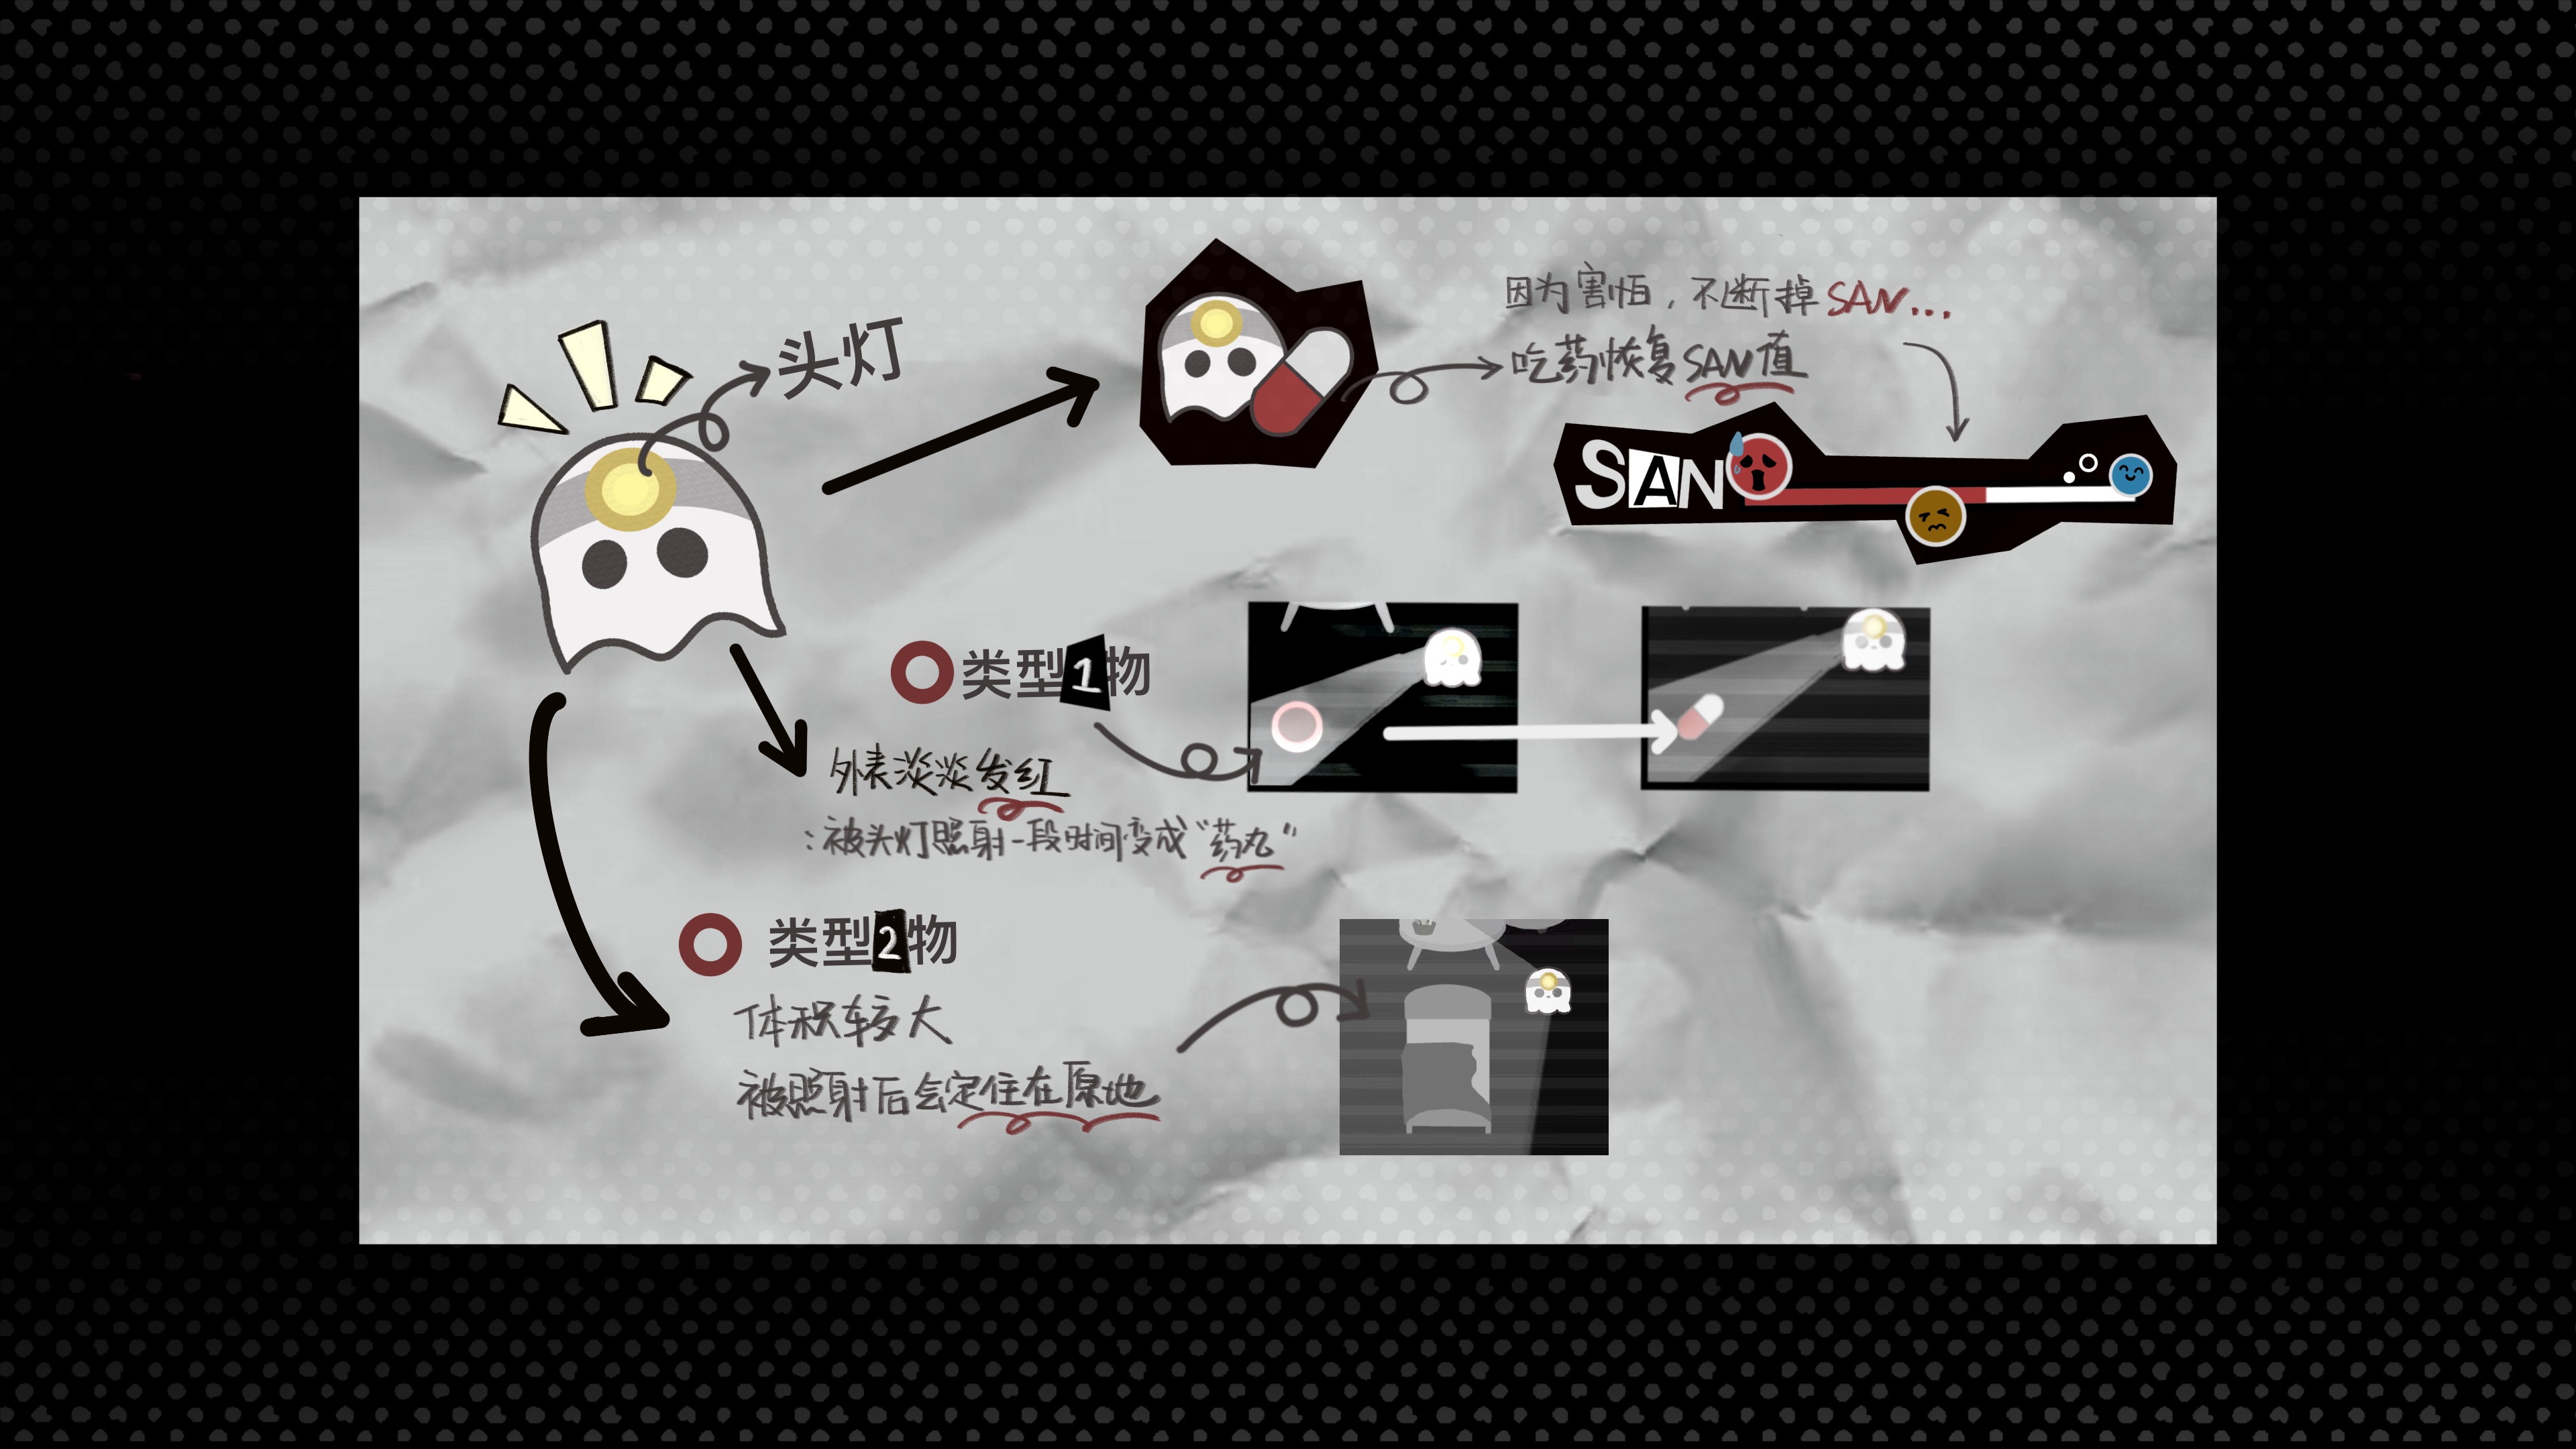 头灯
因为害怕，不断掉SAN...
吃药恢复SAN值
SAN
类型1物
外表淡淡发红
：被头灯照射一段时间变成“药丸”
类型2物
体积较大
被照射后会定住在原地